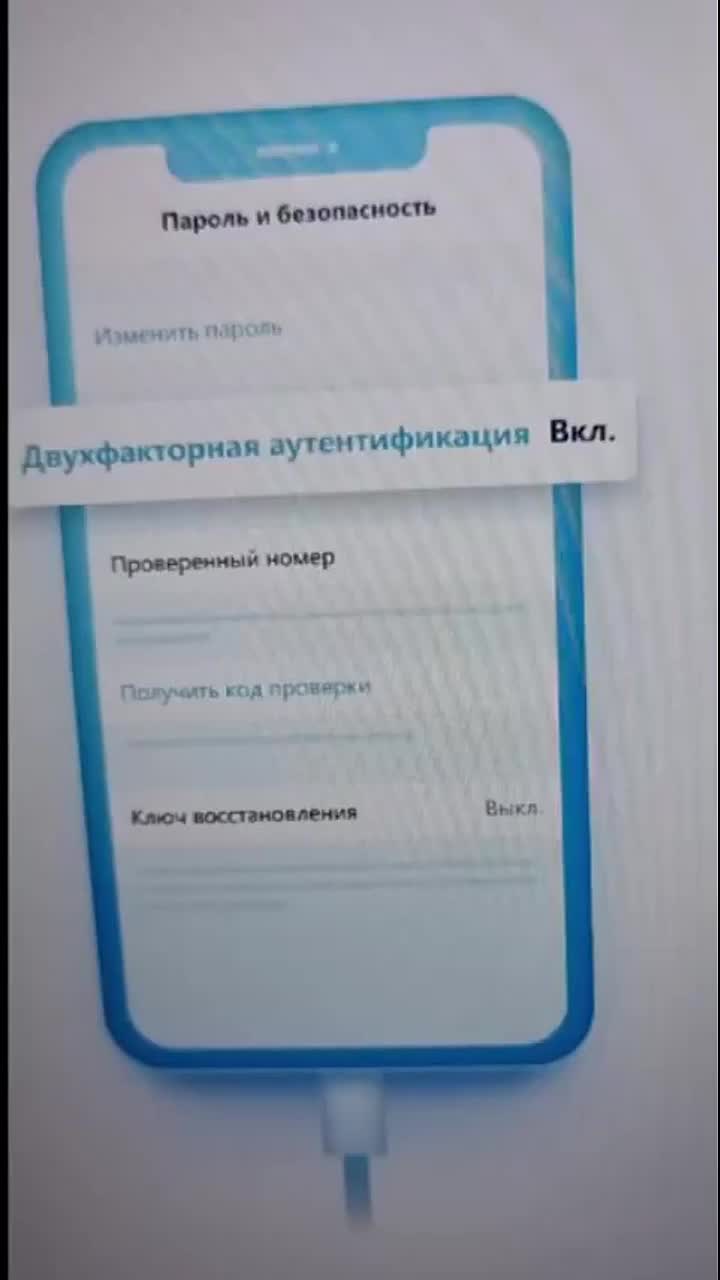 Пароль и безопасность
Изменить пароль
Двухфакторная аутентификация Вкл.
Проверенный номер
Получить код проверки
Ключ восстановления Выкл.